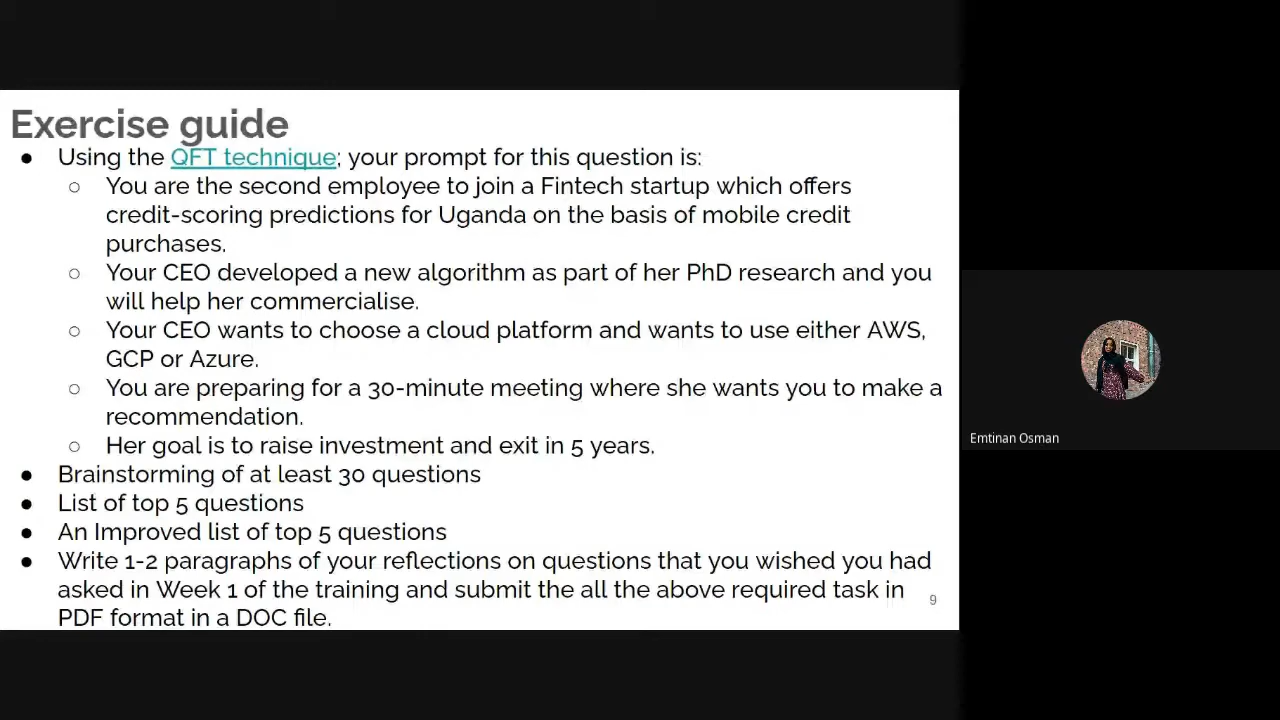 Exercise guide
● Using the QFT technique; your prompt for this question is:
○ You are the second employee to join a Fintech startup which offers
credit-scoring predictions for Uganda on the basis of mobile credit
purchases.
○ Your CEO developed a new algorithm as part of her PhD research and you
will help her commercialise.
○ Your CEO wants to choose a cloud platform and wants to use either AWS,
GCP or Azure.
○ You are preparing for a 30-minute meeting where she wants you to make a
recommendation.
○ Her goal is to raise investment and exit in 5 years.
● Brainstorming of at least 30 questions
● List of top 5 questions
● An Improved list of top 5 questions
● Write 1-2 paragraphs of your reflections on questions that you wished you had
asked in Week 1 of the training and submit the all the above required task in
PDF format in a DOC file.
9
Emtinan Osman